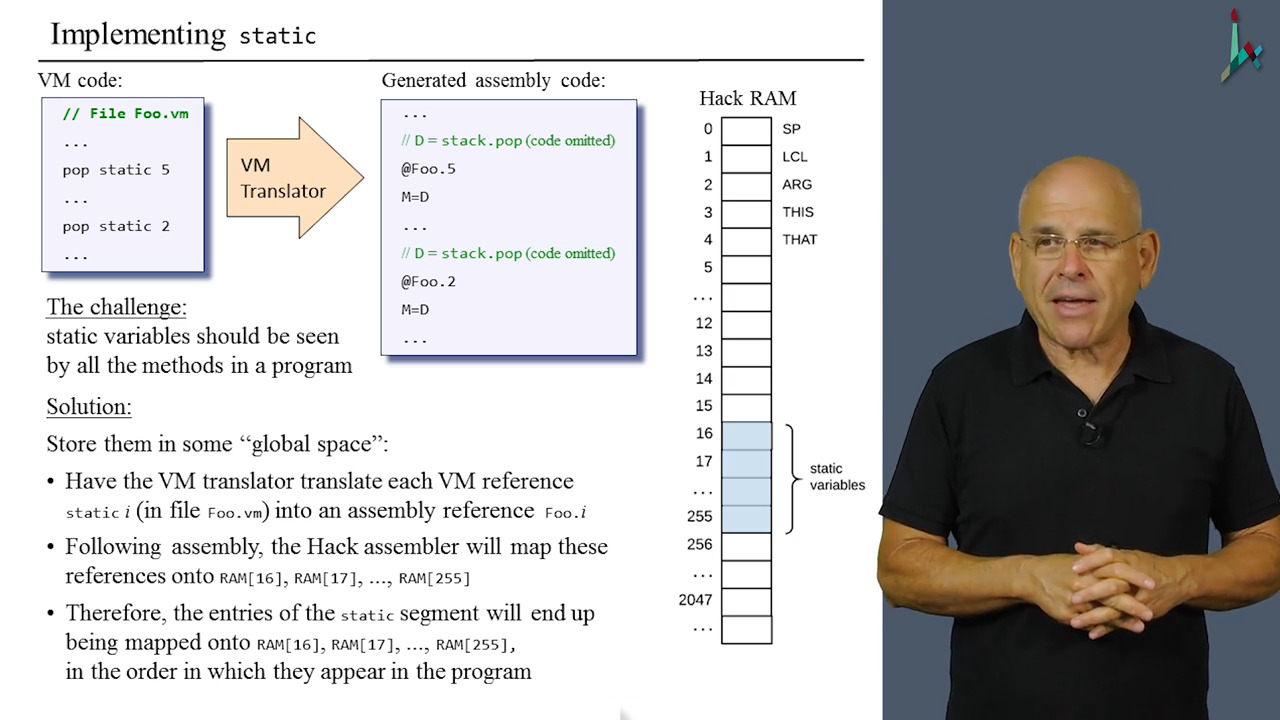 Implementing static
VM code:
// File Foo.vm
...
pop static 5
...
pop static 2
...
VM
Translator
Generated assembly code:
...
// D = stack.pop (code omitted)
@Foo.5
M=D
...
// D = stack.pop (code omitted)
@Foo.2
M=D
...
The challenge:
static variables should be seen
by all the methods in a program
Solution:
Store them in some “global space”:
• Have the VM translator translate each VM reference
static i (in file Foo.vm) into an assembly reference Foo.i
• Following assembly, the Hack assembler will map these
references onto RAM[16], RAM[17], ..., RAM[255]
• Therefore, the entries of the static segment will end up
being mapped onto RAM[16], RAM[17], ..., RAM[255],
in the order in which they appear in the program
Hack RAM
0 SP
1 LCL
2 ARG
3 THIS
4 THAT
5
...
12
13
14
15
16
17
...
255
256
...
2047
...
static
variables